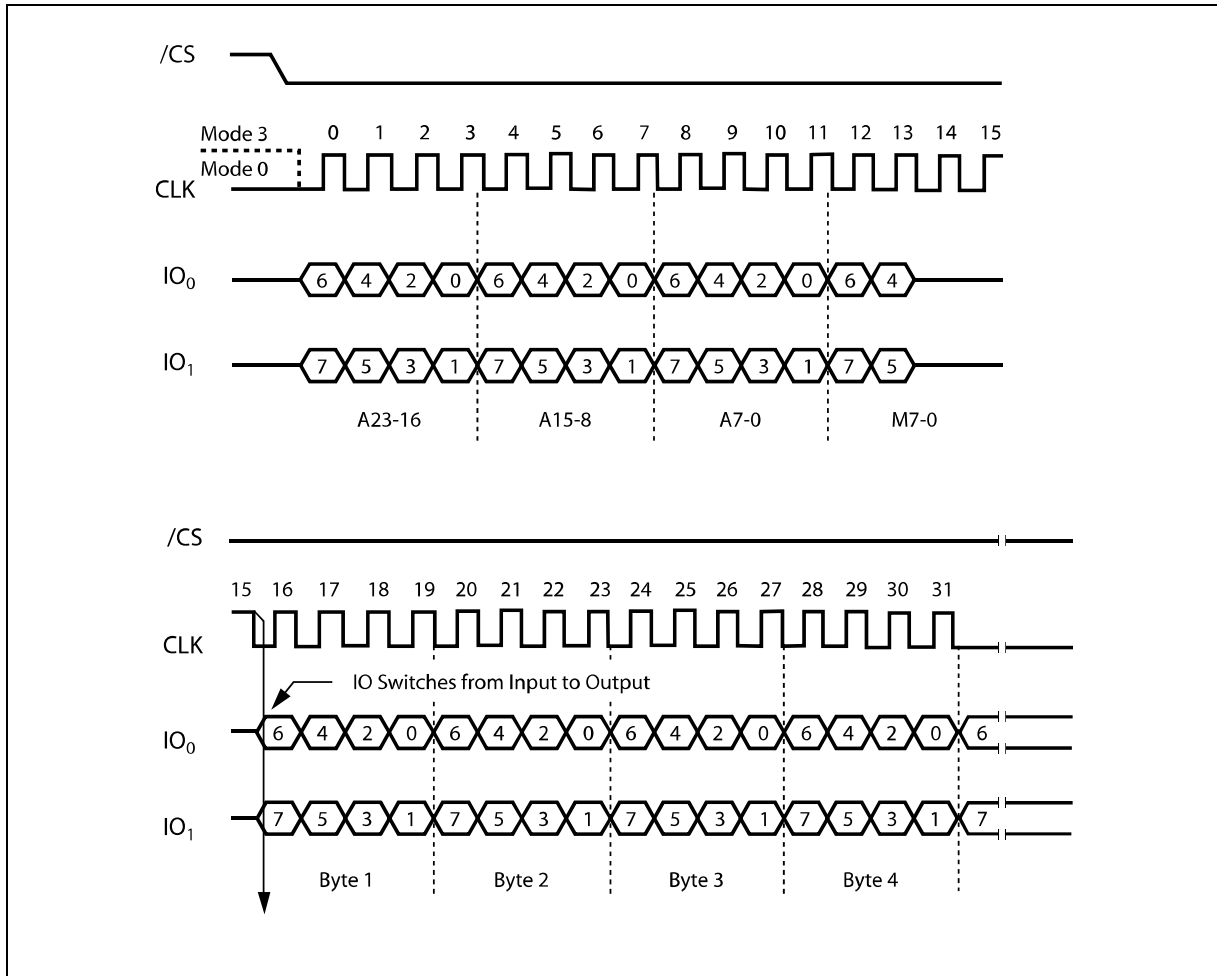 /CS
Mode 3
0 1 2 3 4 5 6 7 8 9 10 11 12 13 14 15
Mode 0
CLK
IO0 6 4 2 0 6 4 2 0 6 4 2 0 6 4
IO1 7 5 3 1 7 5 3 1 7 5 3 1 7 5
A23-16 A15-8 A7-0 M7-0
/CS
15 16 17 18 19 20 21 22 23 24 25 26 27 28 29 30 31
CLK
IO Switches from Input to Output
IO0 6 4 2 0 6 4 2 0 6 4 2 0 6 4 2 0 6
IO1 7 5 3 1 7 5 3 1 7 5 3 1 7 5 3 1 7
Byte 1 Byte 2 Byte 3 Byte 4